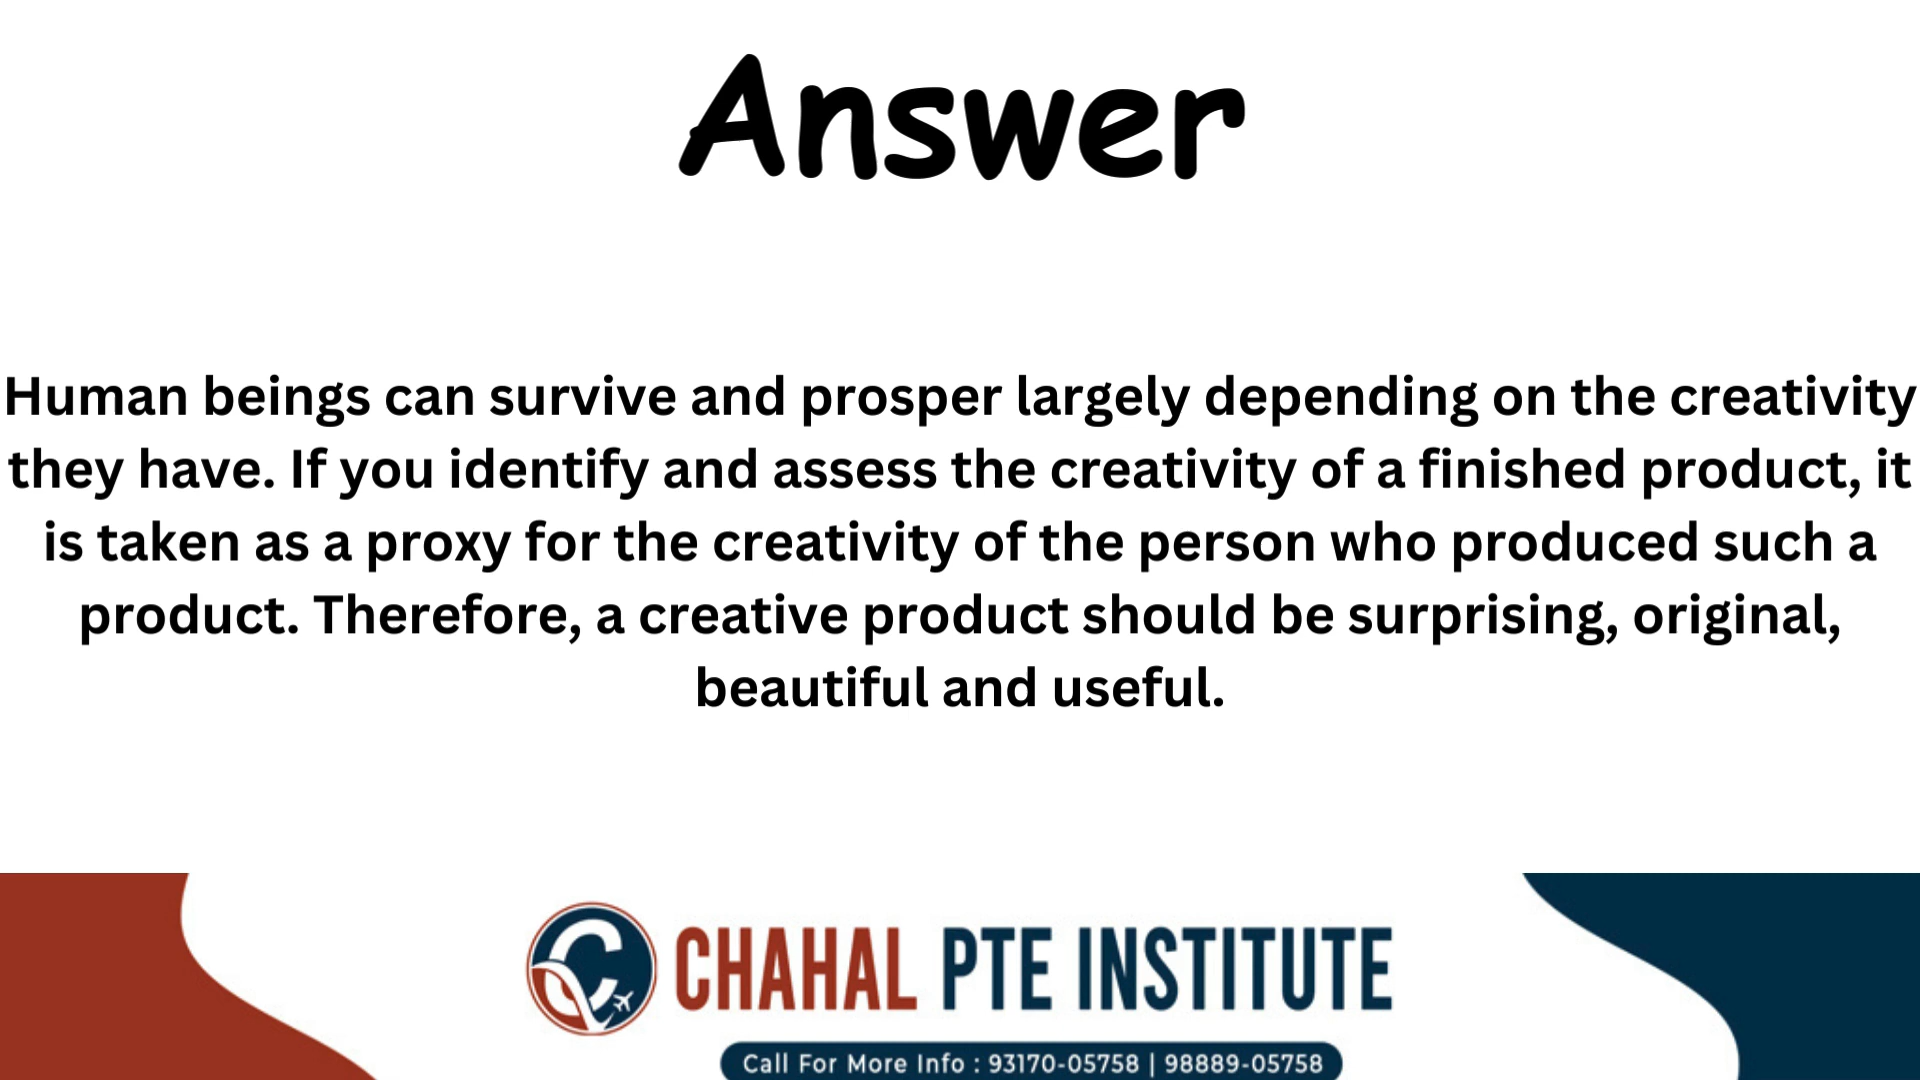 Answer
Human beings can survive and prosper largely depending on the creativity
they have. If you identify and assess the creativity of a finished product, it
is taken as a proxy for the creativity of the person who produced such a
product. Therefore, a creative product should be surprising, original,
beautiful and useful.
CHAHAL PTE INSTITUTE
Call For More Info : 93170-05758 | 98889-05758